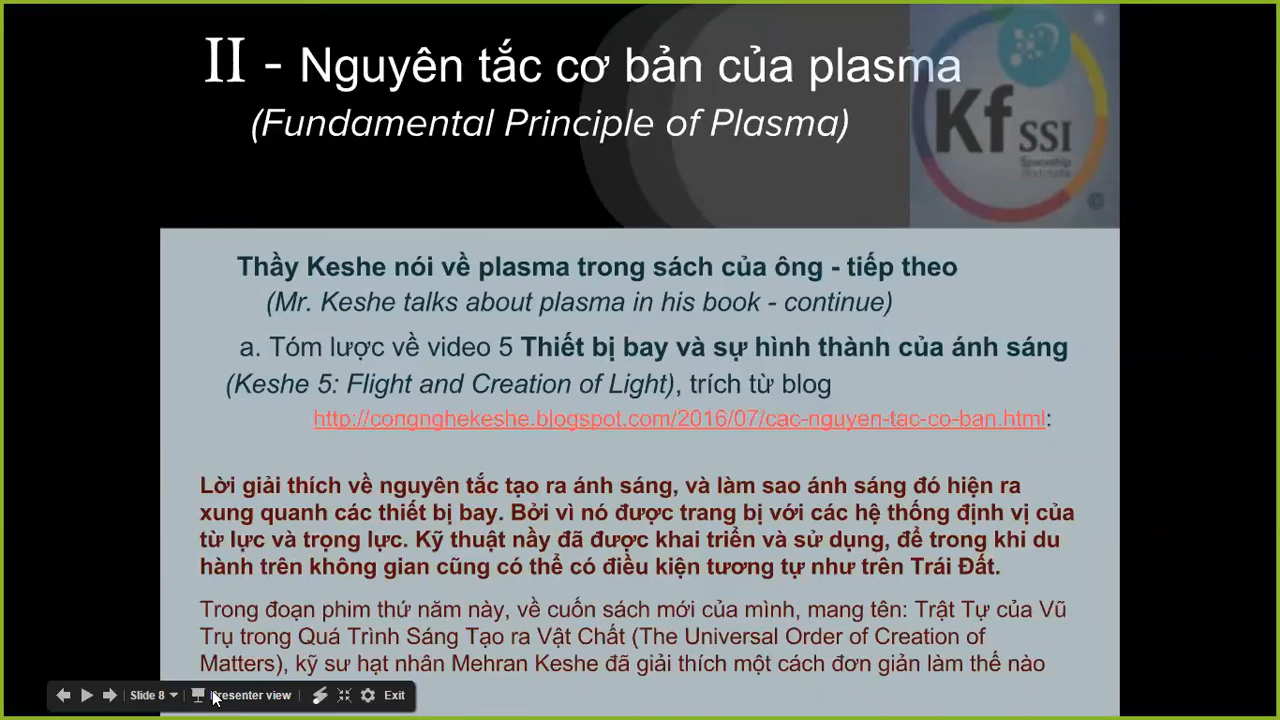 II - Nguyên tắc cơ bản của plasma
(Fundamental Principle of Plasma)
Kf SSI
Spaceship
Institute
©
Thầy Keshe nói về plasma trong sách của ông - tiếp theo
(Mr. Keshe talks about plasma in his book - continue)
a. Tóm lược về video 5 Thiết bị bay và sự hình thành của ánh sáng
(Keshe 5: Flight and Creation of Light), trích từ blog
http://congnghekeshe.blogspot.com/2016/07/cac-nguyen-tac-co-ban.html:
Lời giải thích về nguyên tắc tạo ra ánh sáng, và làm sao ánh sáng đó hiện ra
xung quanh các thiết bị bay. Bởi vì nó được trang bị với các hệ thống định vị của
từ lực và trọng lực. Kỹ thuật nầy đã được khai triển và sử dụng, để trong khi du
hành trên không gian cũng có thể có điều kiện tương tự như trên Trái Đất.
Trong đoạn phim thứ năm này, về cuốn sách mới của mình, mang tên: Trật Tự của Vũ
Trụ trong Quá Trình Sáng Tạo ra Vật Chất (The Universal Order of Creation of
Matters), kỹ sư hạt nhân Mehran Keshe đã giải thích một cách đơn giản làm thế nào
Slide 8 Presenter view Exit